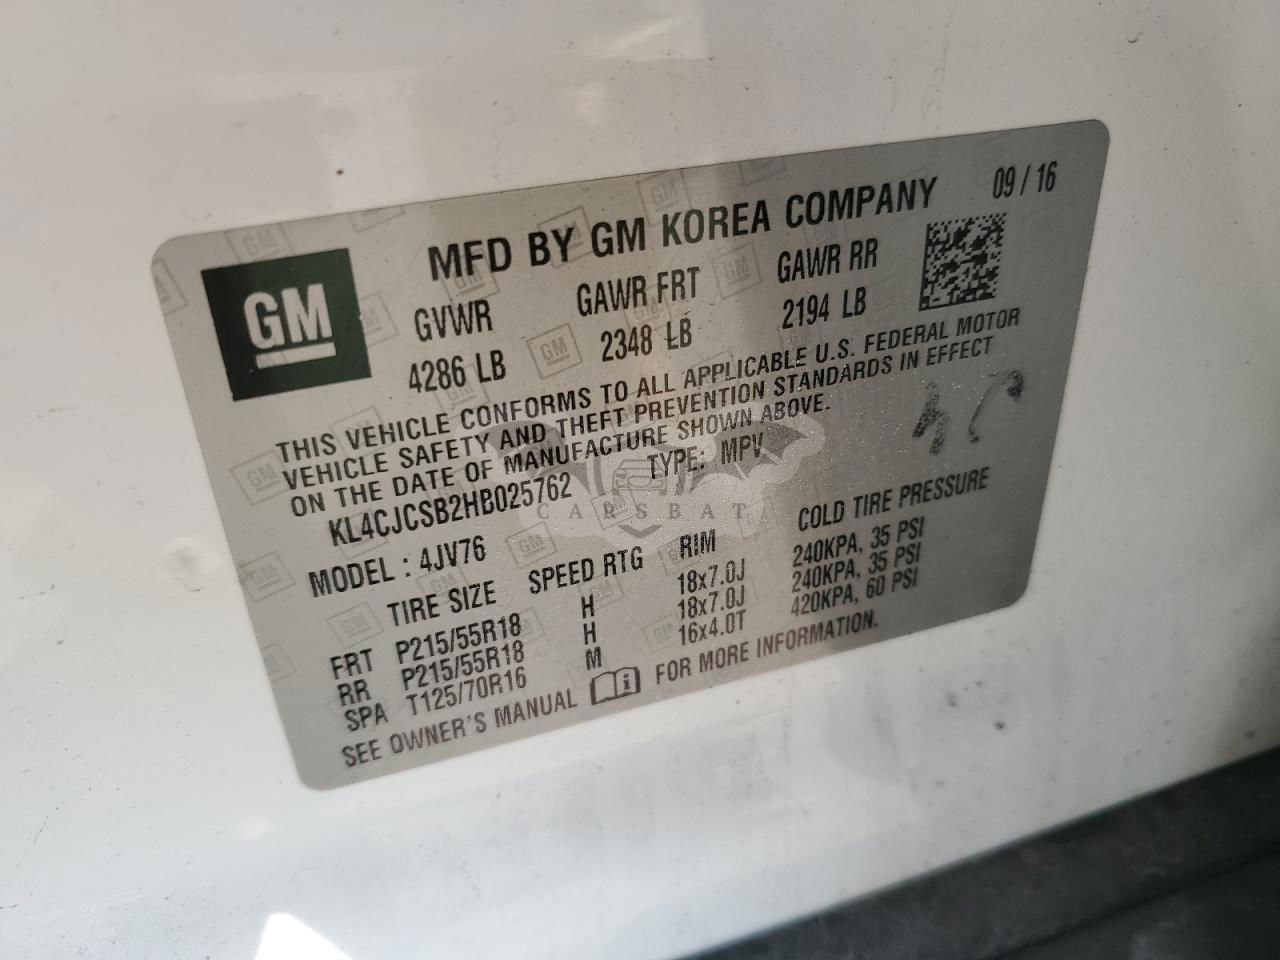 GM
MFD BY GM KOREA COMPANY 09 / 16
GVWR GAWR FRT GAWR RR
4286 LB 2348 LB 2194 LB
THIS VEHICLE CONFORMS TO ALL APPLICABLE U.S. FEDERAL MOTOR
VEHICLE SAFETY AND THEFT PREVENTION STANDARDS IN EFFECT
ON THE DATE OF MANUFACTURE SHOWN ABOVE.
KL4CJCSB2HB025762 TYPE: MPV
CARSBAT
MODEL : 4JV76
TIRE SIZE SPEED RTG RIM COLD TIRE PRESSURE
FRT P215/55R18 H 18x7.0J 240KPA, 35 PSI
RR P215/55R18 H 18x7.0J 240KPA, 35 PSI
SPA T125/70R16 M 16x4.0T 420KPA, 60 PSI
SEE OWNER'S MANUAL FOR MORE INFORMATION.